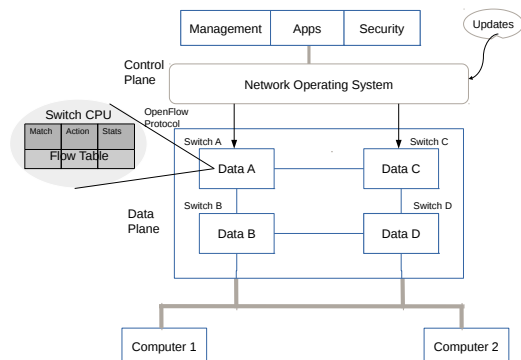 Management Apps Security
Updates
Control
Plane
Network Operating System
Switch CPU
OpenFlow
Protocol
Match Action Stats
Flow Table
Switch A
Switch C
Data A
Data C
Switch B
Switch D
Data
Plane
Data B
Data D
Computer 1
Computer 2